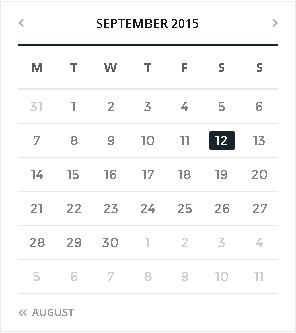 SEPTEMBER 2015
M T W T F S S
31 1 2 3 4 5 6
7 8 9 10 11 12 13
14 15 16 17 18 19 20
21 22 23 24 25 26 27
28 29 30 1 2 3 4
5 6 7 8 9 10 11
« AUGUST